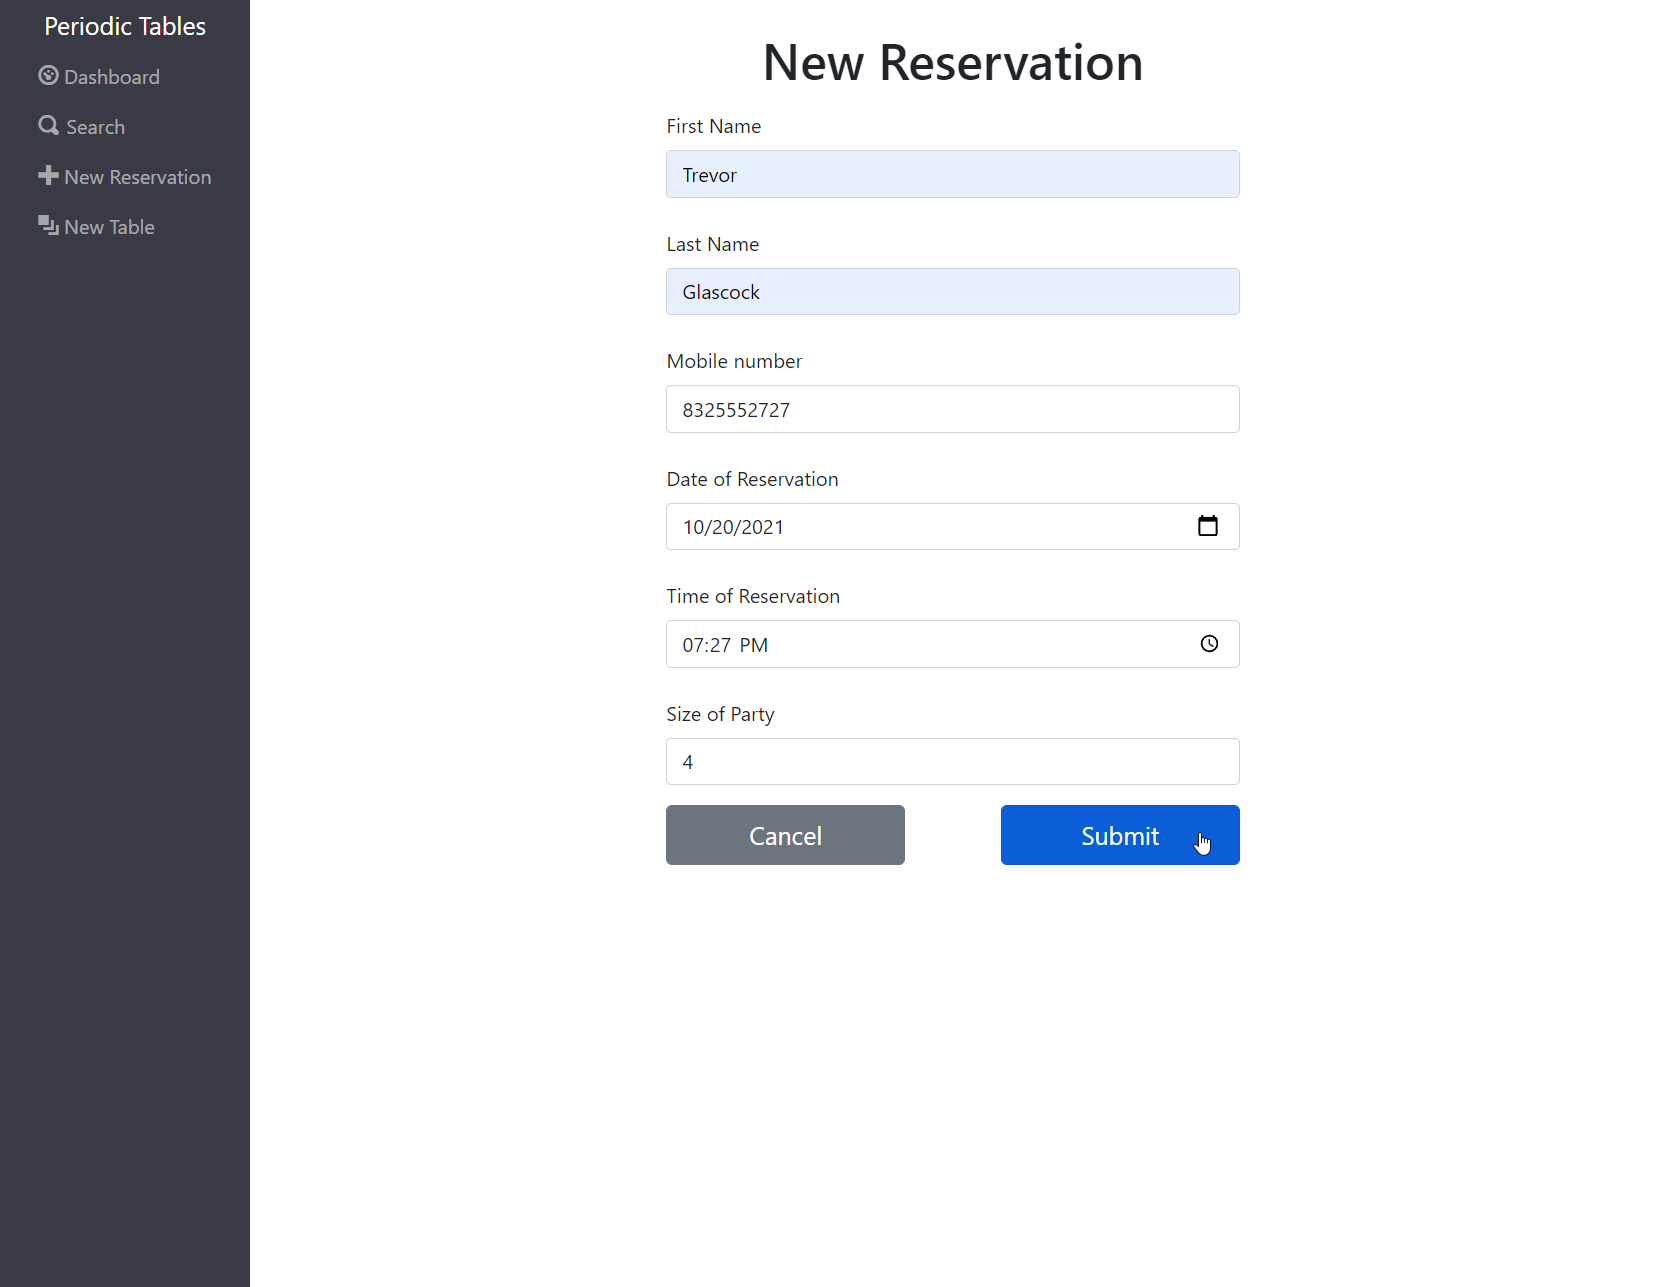 Periodic Tables
Dashboard
Search
New Reservation
New Table
New Reservation
First Name
Trevor
Last Name
Glascock
Mobile number
8325552727
Date of Reservation
10/20/2021
Time of Reservation
07:27 PM
Size of Party
4
Cancel
Submit